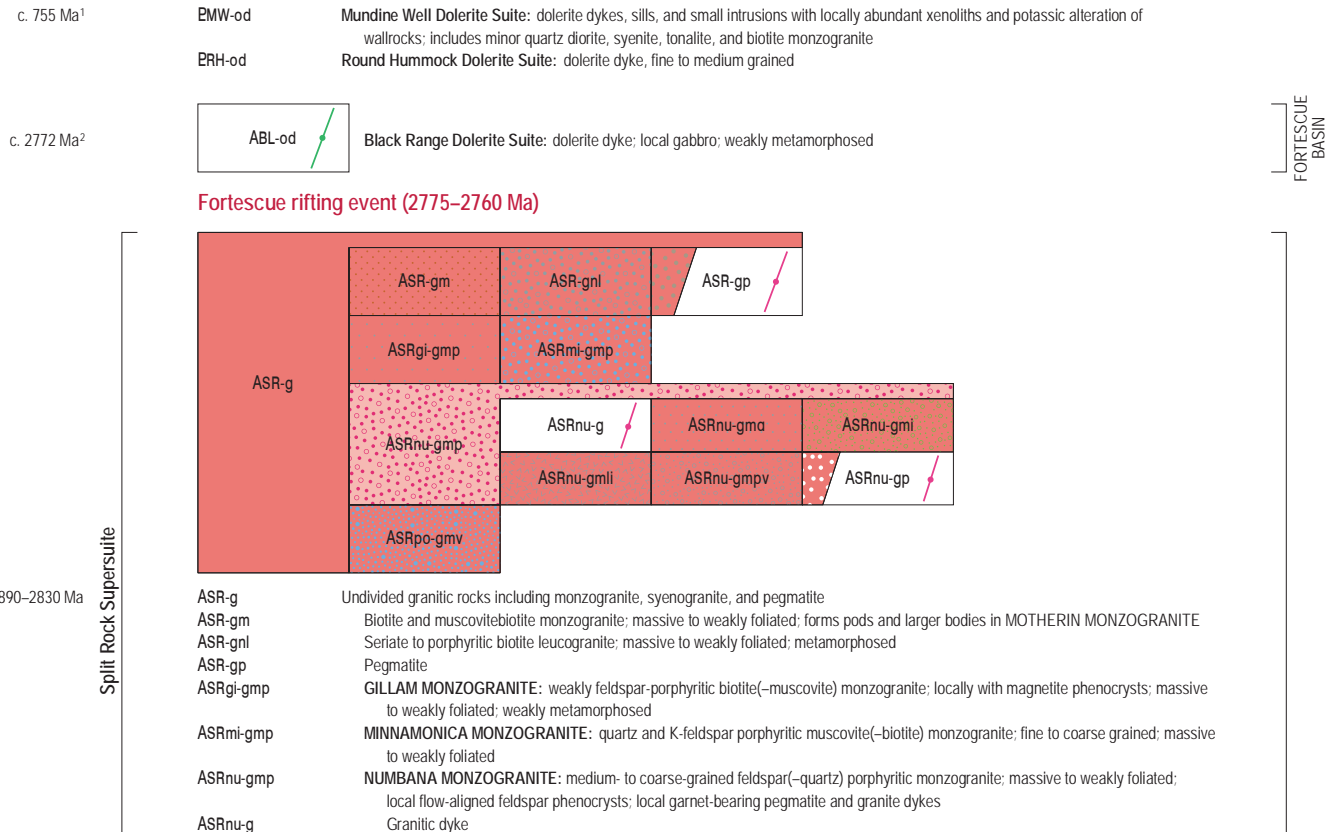 c. 755 Ma¹ ⱣMW-od Mundine Well Dolerite Suite: dolerite dykes, sills, and small intrusions with locally abundant xenoliths and potassic alteration of
wallrocks; includes minor quartz diorite, syenite, tonalite, and biotite monzogranite
ⱣRH-od Round Hummock Dolerite Suite: dolerite dyke, fine to medium grained
c. 2772 Ma² ABL-od Black Range Dolerite Suite: dolerite dyke; local gabbro; weakly metamorphosed
FORTESCUE
BASIN
Fortescue rifting event (2775–2760 Ma)
ASR-gm ASR-gnl ASR-gp
ASRgi-gmp ASRmi-gmp
ASR-g
ASRnu-g ASRnu-gma ASRnu-gmi
ASRnu-gmp
ASRnu-gmli ASRnu-gmpv ASRnu-gp
ASRpo-gmv
Split Rock Supersuite
890–2830 Ma ASR-g Undivided granitic rocks including monzogranite, syenogranite, and pegmatite
ASR-gm Biotite and muscovitebiotite monzogranite; massive to weakly foliated; forms pods and larger bodies in MOTHERIN MONZOGRANITE
ASR-gnl Seriate to porphyritic biotite leucogranite; massive to weakly foliated; metamorphosed
ASR-gp Pegmatite
ASRgi-gmp GILLAM MONZOGRANITE: weakly feldspar-porphyritic biotite(–muscovite) monzogranite; locally with magnetite phenocrysts; massive
to weakly foliated; weakly metamorphosed
ASRmi-gmp MINNAMONICA MONZOGRANITE: quartz and K-feldspar porphyritic muscovite(–biotite) monzogranite; fine to coarse grained; massive
to weakly foliated
ASRnu-gmp NUMBANA MONZOGRANITE: medium- to coarse-grained feldspar(–quartz) porphyritic monzogranite; massive to weakly foliated;
local flow-aligned feldspar phenocrysts; local garnet-bearing pegmatite and granite dykes
ASRnu-g Granitic dyke